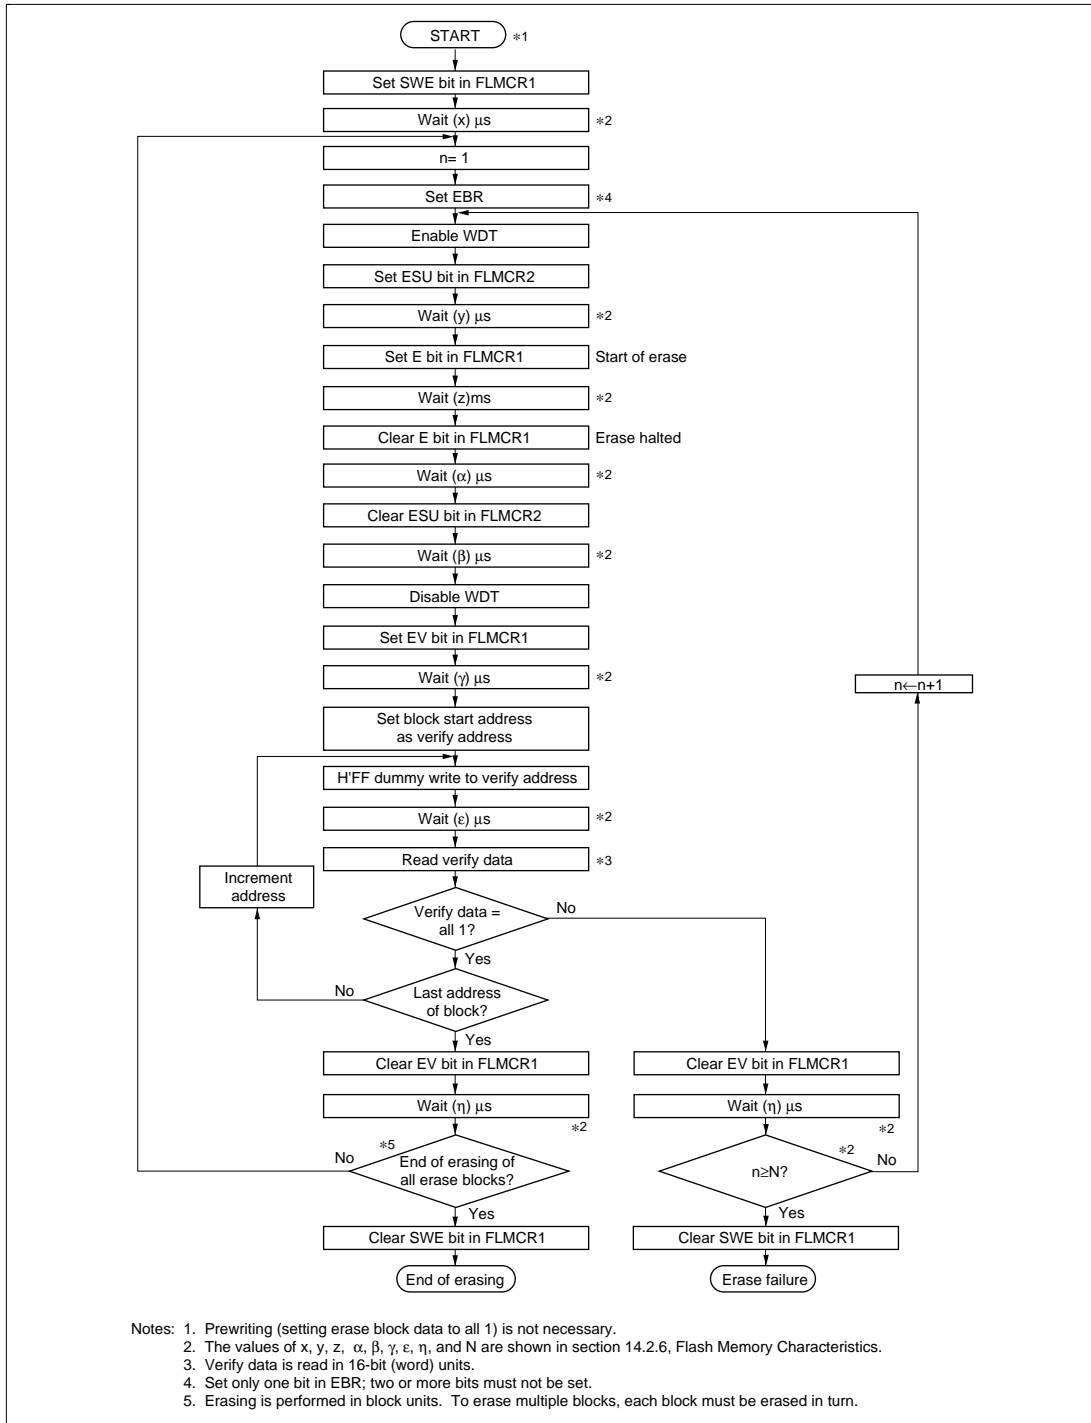 START *1
Set SWE bit in FLMCR1
Wait (x) μs *2
n= 1
Set EBR *4
Enable WDT
Set ESU bit in FLMCR2
Wait (y) μs *2
Set E bit in FLMCR1 Start of erase
Wait (z)ms *2
Clear E bit in FLMCR1 Erase halted
Wait (α) μs *2
Clear ESU bit in FLMCR2
Wait (β) μs *2
Disable WDT
Set EV bit in FLMCR1
Wait (γ) μs *2
n←n+1
Set block start address
as verify address
H'FF dummy write to verify address
Wait (ε) μs *2
Read verify data *3
Increment
address
Verify data =
all 1?
No
Yes
Last address
of block?
No
Yes
Clear EV bit in FLMCR1
Wait (η) μs
*2
*5
End of erasing of
all erase blocks?
No
Yes
Clear SWE bit in FLMCR1
End of erasing
Clear EV bit in FLMCR1
Wait (η) μs
*2
*2
n≥N?
No
Yes
Clear SWE bit in FLMCR1
Erase failure
Notes: 1. Prewriting (setting erase block data to all 1) is not necessary.
2. The values of x, y, z, α, β, γ, ε, η, and N are shown in section 14.2.6, Flash Memory Characteristics.
3. Verify data is read in 16-bit (word) units.
4. Set only one bit in EBR; two or more bits must not be set.
5. Erasing is performed in block units. To erase multiple blocks, each block must be erased in turn.